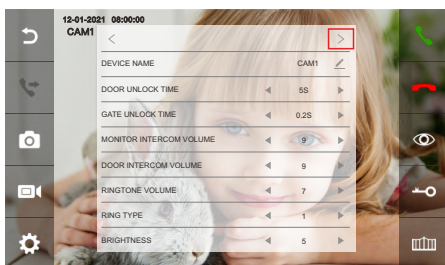 12-01-2021 08:00:00
CAM1
DEVICE NAME CAM1
DOOR UNLOCK TIME 5S
GATE UNLOCK TIME 0.2S
MONITOR INTERCOM VOLUME 9
DOOR INTERCOM VOLUME 9
RINGTONE VOLUME 7
RING TYPE 1
BRIGHTNESS 5